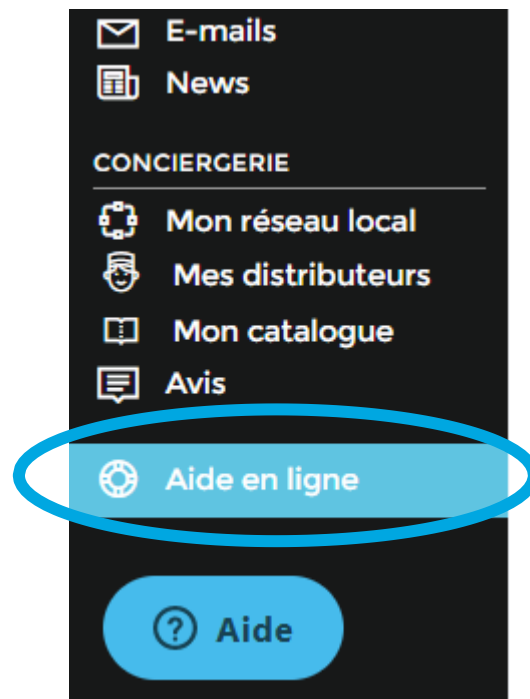 E-mails
News
CONCIERGERIE
Mon réseau local
Mes distributeurs
Mon catalogue
Avis
Aide en ligne
? Aide